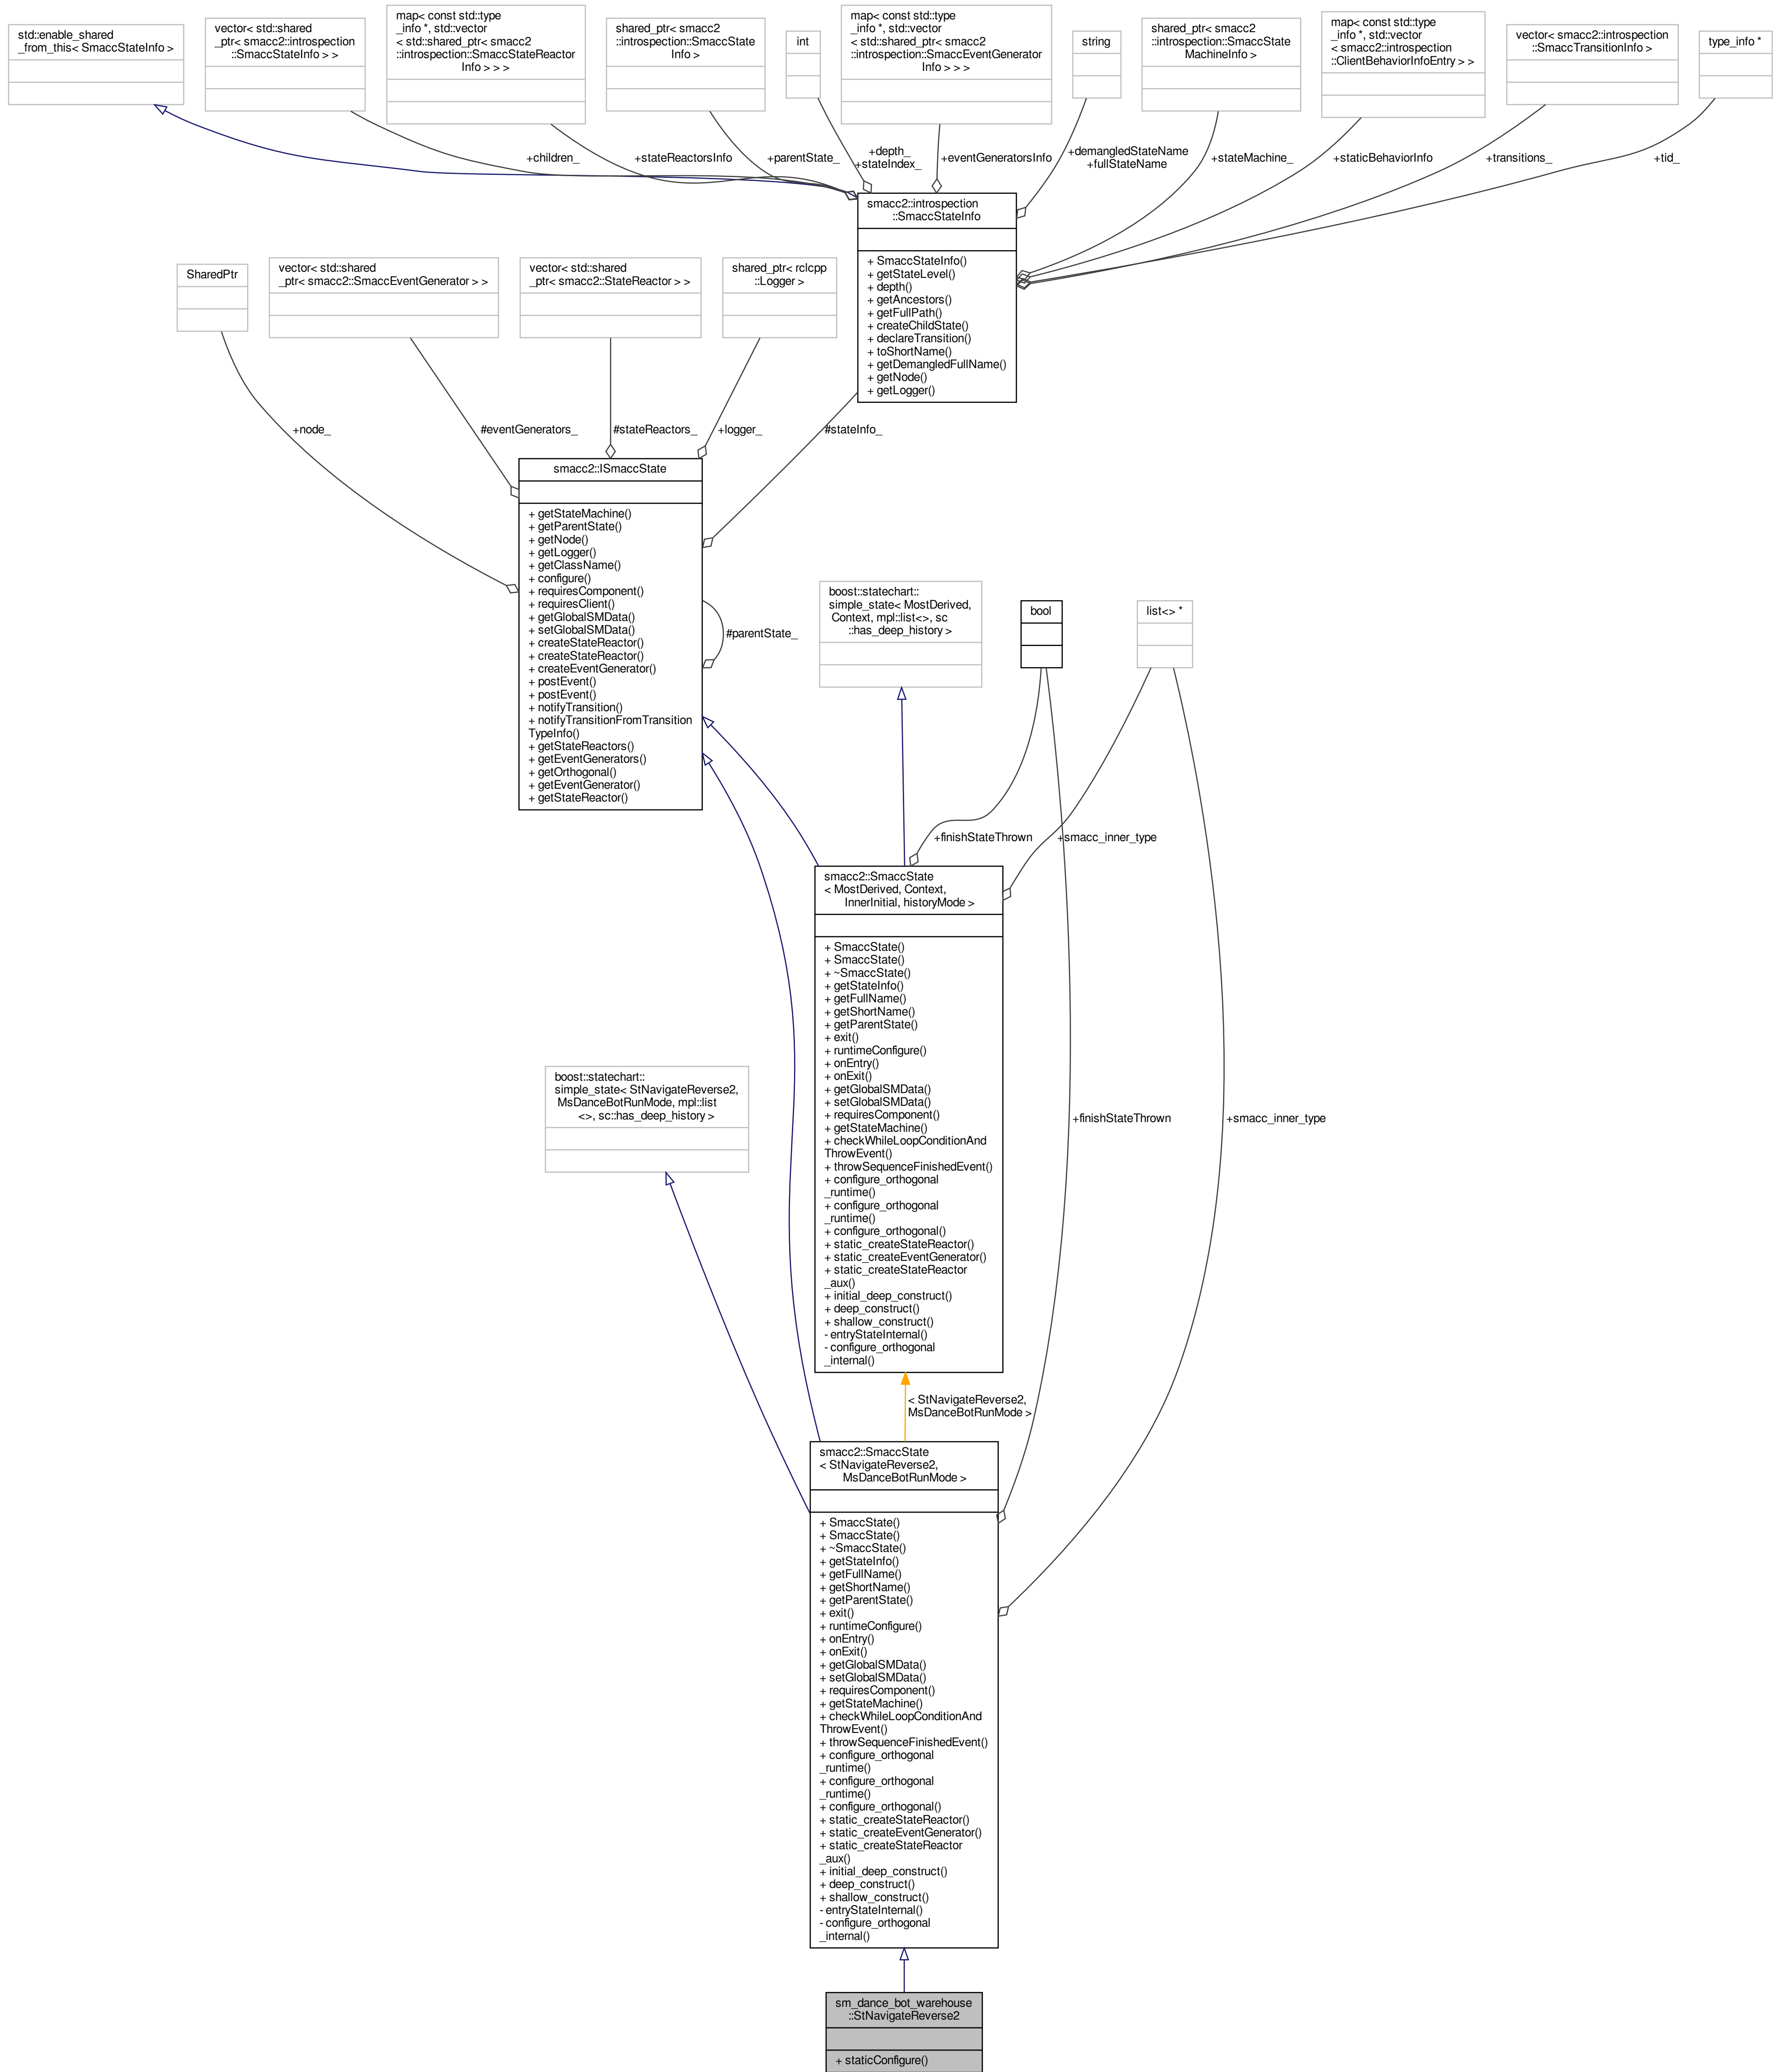 std::enable_shared
_from_this< SmaccStateInfo >
vector< std::shared
_ptr< smacc2::introspection
::SmaccStateInfo > >
map< const std::type
_info *, std::vector
< std::shared_ptr< smacc2
::introspection::SmaccStateReactor
Info > > >
shared_ptr< smacc2
::introspection::SmaccState
Info >
int
map< const std::type
_info *, std::vector
< std::shared_ptr< smacc2
::introspection::SmaccEventGenerator
Info > > >
string
shared_ptr< smacc2
::introspection::SmaccState
MachineInfo >
map< const std::type
_info *, std::vector
< smacc2::introspection
::ClientBehaviorInfoEntry > >
vector< smacc2::introspection
::SmaccTransitionInfo >
type_info *
+children_
+stateReactorsInfo
+parentState_
+depth_
+stateIndex_
+eventGeneratorsInfo
+demangledStateName
+fullStateName
+stateMachine_
+staticBehaviorInfo
+transitions_
+tid_
smacc2::introspection
::SmaccStateInfo
+ SmaccStateInfo()
+ getStateLevel()
+ depth()
+ getAncestors()
+ getFullPath()
+ createChildState()
+ declareTransition()
+ toShortName()
+ getDemangledFullName()
+ getNode()
+ getLogger()
SharedPtr
vector< std::shared
_ptr< smacc2::SmaccEventGenerator > >
vector< std::shared
_ptr< smacc2::StateReactor > >
shared_ptr< rclcpp
::Logger >
+node_
#eventGenerators_
#stateReactors_
+logger_
#stateInfo_
smacc2::ISmaccState
+ getStateMachine()
+ getParentState()
+ getNode()
+ getLogger()
+ getClassName()
+ configure()
+ requiresComponent()
+ requiresClient()
+ getGlobalSMData()
+ setGlobalSMData()
+ createStateReactor()
+ createStateReactor()
+ createEventGenerator()
+ postEvent()
+ postEvent()
+ notifyTransition()
+ notifyTransitionFromTransition
TypeInfo()
+ getStateReactors()
+ getEventGenerators()
+ getOrthogonal()
+ getEventGenerator()
+ getStateReactor()
#parentState_
boost::statechart::
simple_state< MostDerived,
Context, mpl::list<>, sc
::has_deep_history >
bool
list<> *
+finishStateThrown
+smacc_inner_type
smacc2::SmaccState
< MostDerived, Context,
InnerInitial, historyMode >
+ SmaccState()
+ SmaccState()
+ ~SmaccState()
+ getStateInfo()
+ getFullName()
+ getShortName()
+ getParentState()
+ exit()
+ runtimeConfigure()
+ onEntry()
+ onExit()
+ getGlobalSMData()
+ setGlobalSMData()
+ requiresComponent()
+ getStateMachine()
+ checkWhileLoopConditionAnd
ThrowEvent()
+ throwSequenceFinishedEvent()
+ configure_orthogonal
_runtime()
+ configure_orthogonal
_runtime()
+ configure_orthogonal()
+ static_createStateReactor()
+ static_createEventGenerator()
+ static_createStateReactor
_aux()
+ initial_deep_construct()
+ deep_construct()
+ shallow_construct()
- entryStateInternal()
- configure_orthogonal
_internal()
boost::statechart::
simple_state< StNavigateReverse2,
MsDanceBotRunMode, mpl::list
<>, sc::has_deep_history >
+finishStateThrown
+smacc_inner_type
< StNavigateReverse2,
MsDanceBotRunMode >
smacc2::SmaccState
< StNavigateReverse2,
MsDanceBotRunMode >
+ SmaccState()
+ SmaccState()
+ ~SmaccState()
+ getStateInfo()
+ getFullName()
+ getShortName()
+ getParentState()
+ exit()
+ runtimeConfigure()
+ onEntry()
+ onExit()
+ getGlobalSMData()
+ setGlobalSMData()
+ requiresComponent()
+ getStateMachine()
+ checkWhileLoopConditionAnd
ThrowEvent()
+ throwSequenceFinishedEvent()
+ configure_orthogonal
_runtime()
+ configure_orthogonal
_runtime()
+ configure_orthogonal()
+ static_createStateReactor()
+ static_createEventGenerator()
+ static_createStateReactor
_aux()
+ initial_deep_construct()
+ deep_construct()
+ shallow_construct()
- entryStateInternal()
- configure_orthogonal
_internal()
sm_dance_bot_warehouse
::StNavigateReverse2
+ staticConfigure()